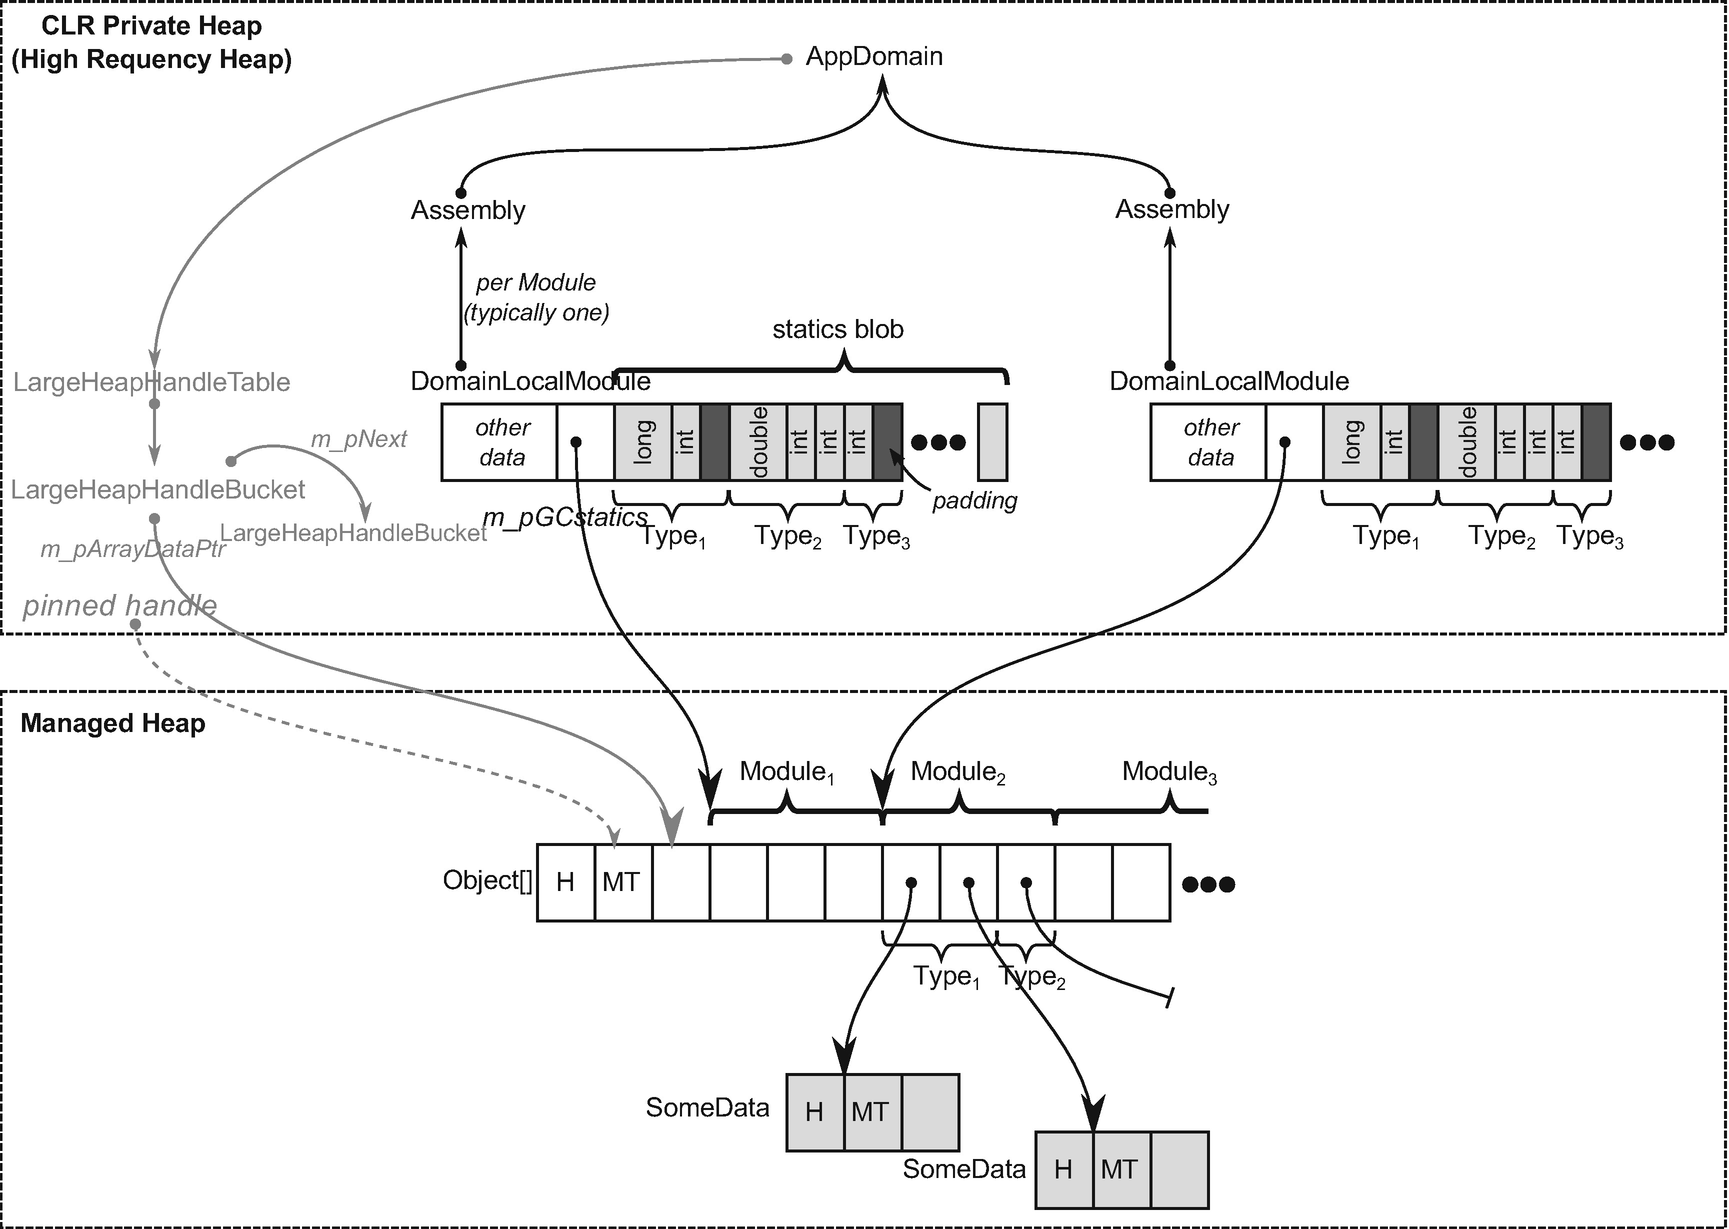 CLR Private Heap
(High Requency Heap)
AppDomain
Assembly
Assembly
per Module
(typically one)
statics blob
LargeHeapHandleTable
DomainLocalModule
DomainLocalModule
other
data
long
int
double
int
int
int
other
data
long
int
double
int
int
m_pNext
LargeHeapHandleBucket
padding
m_pGCstatics
LargeHeapHandleBucket
Type1
Type2
Type3
Type1
Type2
Type3
m_pArrayDataPtr
pinned handle
Managed Heap
Module1
Module2
Module3
Object[]
H
MT
Type1
Type2
SomeData
H
MT
SomeData
H
MT